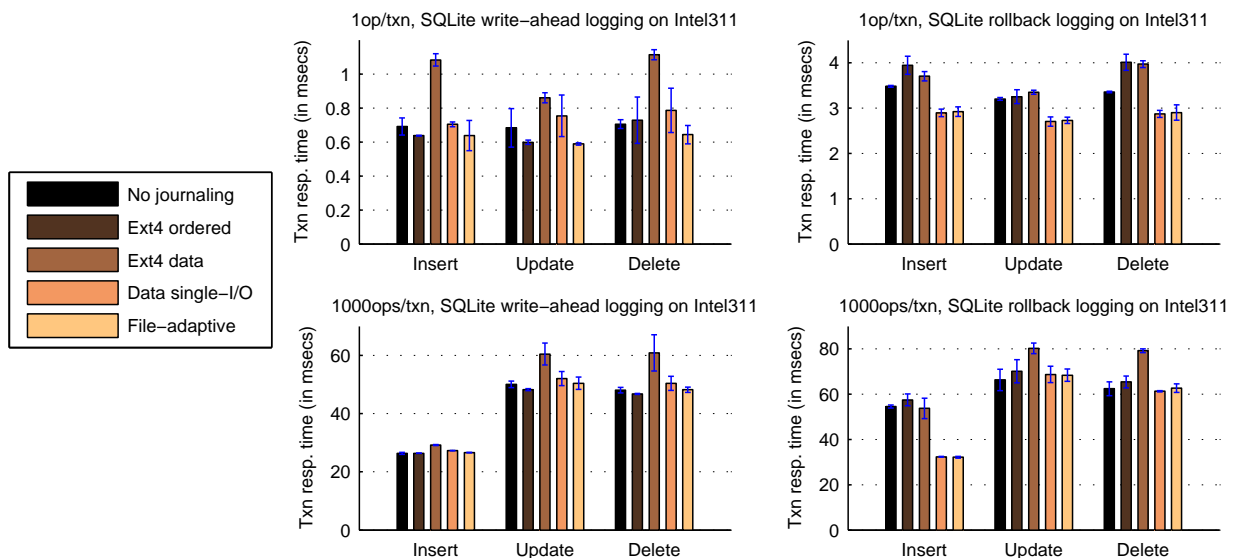 No journaling
Ext4 ordered
Ext4 data
Data single−I/O
File−adaptive
1op/txn, SQLite write−ahead logging on Intel311
Txn resp. time (in msecs)
1
0.8
0.6
0.4
0.2
0
Insert Update Delete
1op/txn, SQLite rollback logging on Intel311
Txn resp. time (in msecs)
4
3
2
1
0
Insert Update Delete
1000ops/txn, SQLite write−ahead logging on Intel311
Txn resp. time (in msecs)
60
40
20
0
Insert Update Delete
1000ops/txn, SQLite rollback logging on Intel311
Txn resp. time (in msecs)
80
60
40
20
0
Insert Update Delete